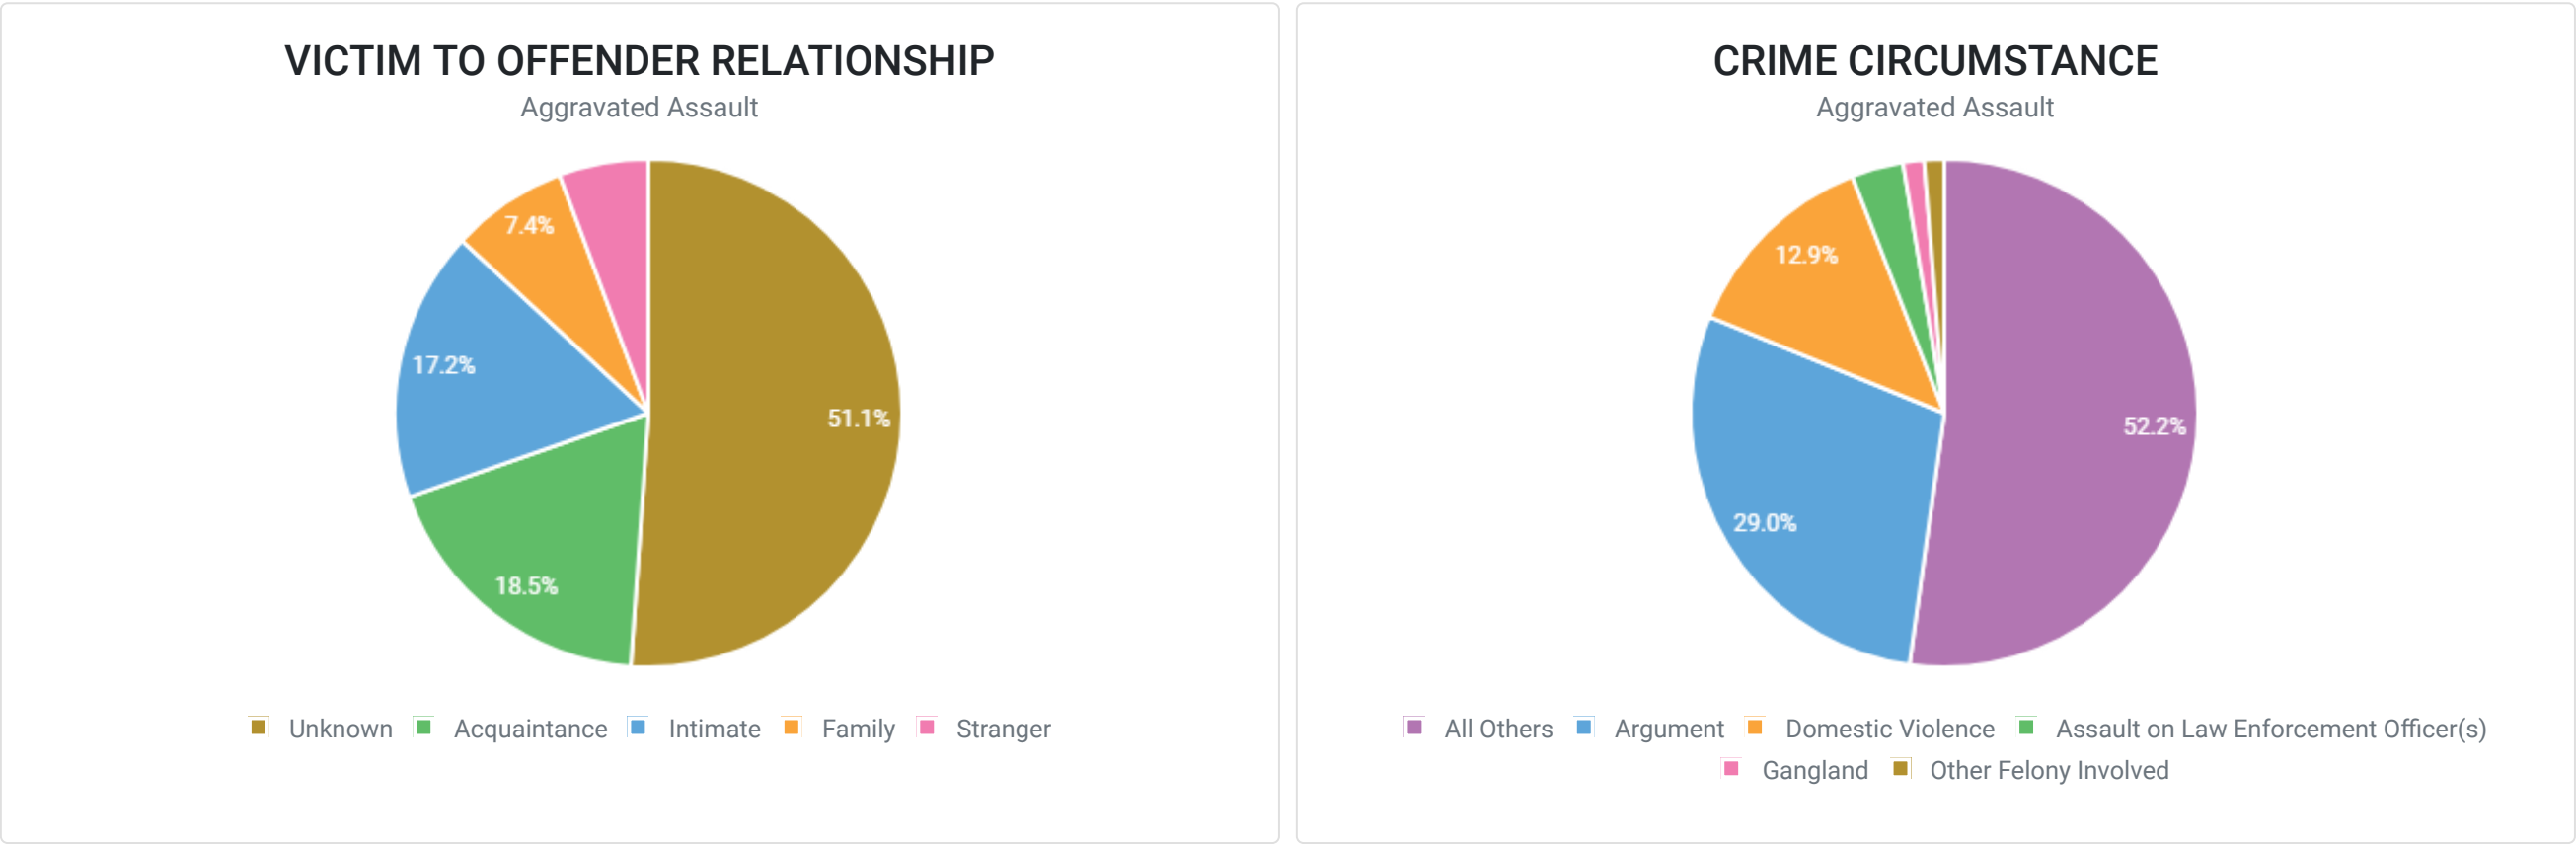 VICTIM TO OFFENDER RELATIONSHIP
Aggravated Assault
7.4%
17.2%
51.1%
18.5%
Unknown Acquaintance Intimate Family Stranger
CRIME CIRCUMSTANCE
Aggravated Assault
12.9%
52.2%
29.0%
All Others Argument Domestic Violence Assault on Law Enforcement Officer(s)
Gangland Other Felony Involved